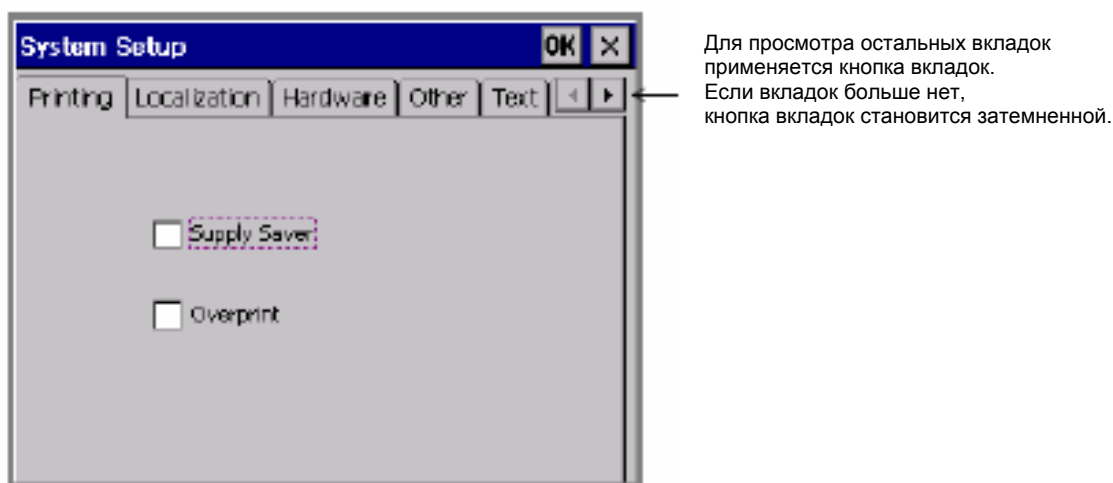 System Setup OK ×
Printing Localization Hardware Other Text
Supply Saver
Overprint
Для просмотра остальных вкладок
применяется кнопка вкладок.
Если вкладок больше нет,
кнопка вкладок становится затемненной.